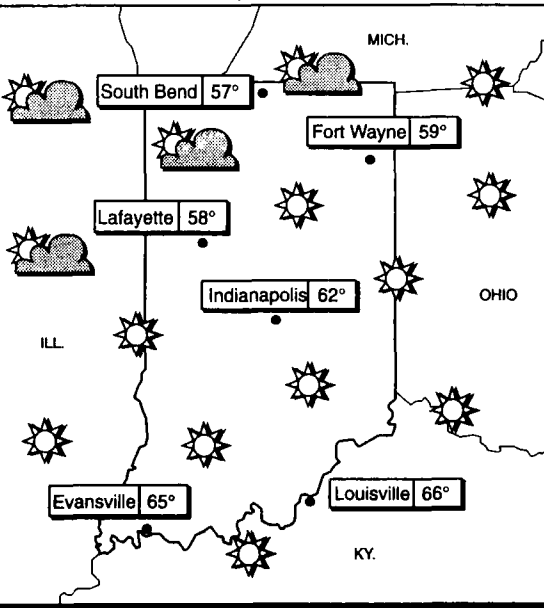 MICH.
South Bend 57°
Fort Wayne 59°
Lafayette 58°
Indianapolis 62°
OHIO
ILL.
Evansville 65°
Louisville 66°
KY.